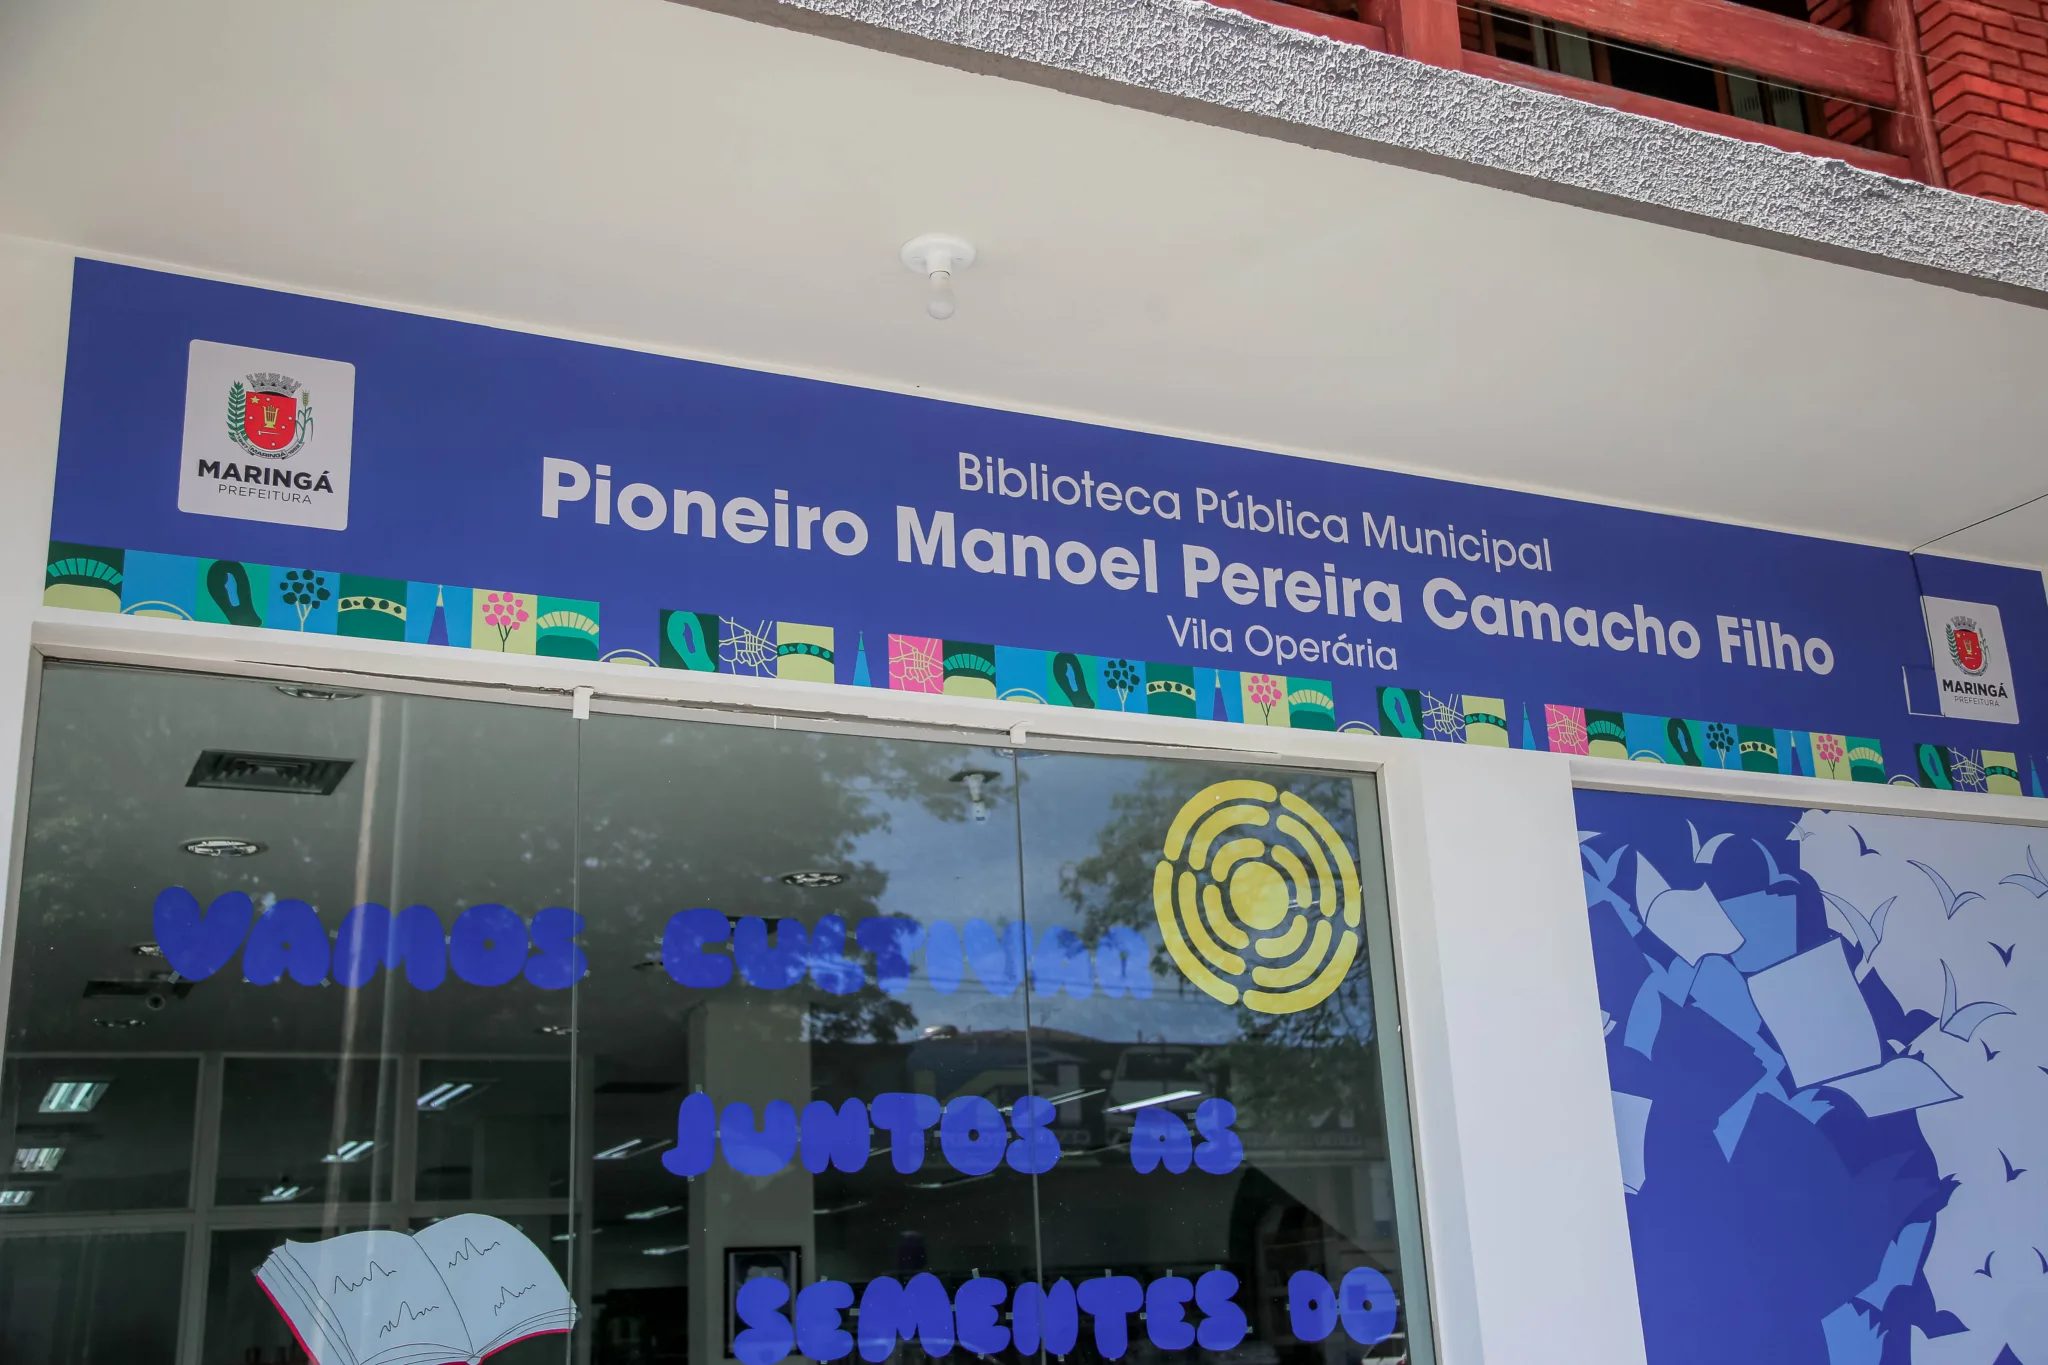 MARINGÁ
PREFEITURA
Biblioteca Pública Municipal
Pioneiro Manoel Pereira Camacho Filho
Vila Operária
MARINGÁ
PREFEITURA
VAMOS CULTIVAR
JUNTOS AS
SEMENTES DO